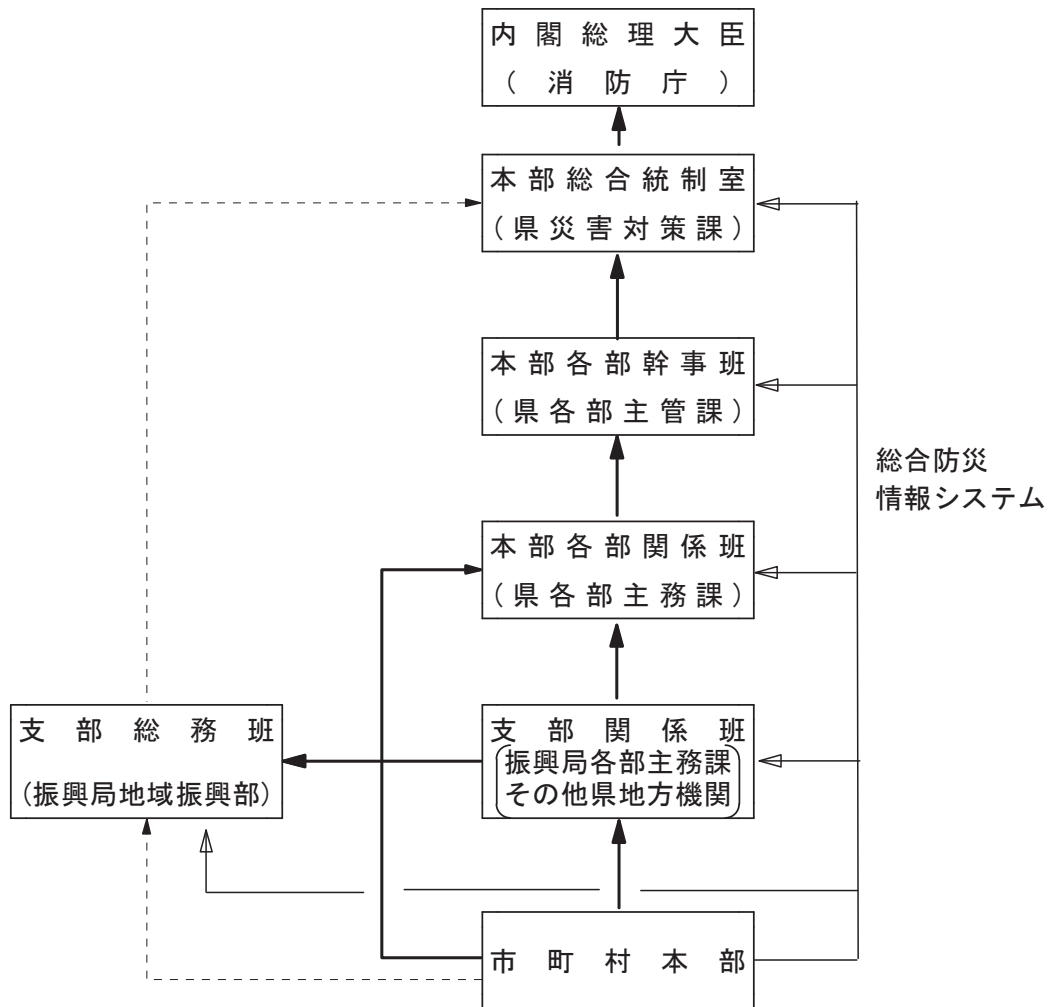 内閣総理大臣
(消防庁)
本部総合統制室
(県災害対策課)
本部各部幹事班
(県各部主管課)
総合防災
情報システム
本部各部関係班
(県各部主務課)
支部総務班
(振興局地域振興部)
支部関係班
(振興局各部主務課
その他県地方機関)
市町村本部